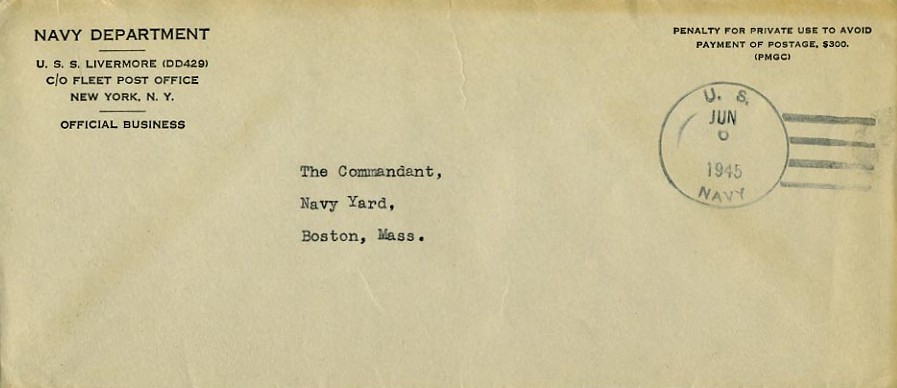 NAVY DEPARTMENT
U. S. S. LIVERMORE (DD429)
C/O FLEET POST OFFICE
NEW YORK, N. Y.
OFFICIAL BUSINESS
PENALTY FOR PRIVATE USE TO AVOID
PAYMENT OF POSTAGE, $300.
(PMGC)
U. S.
JUN
1945
NAVY
The Commandant,
Navy Yard,
Boston, Mass.